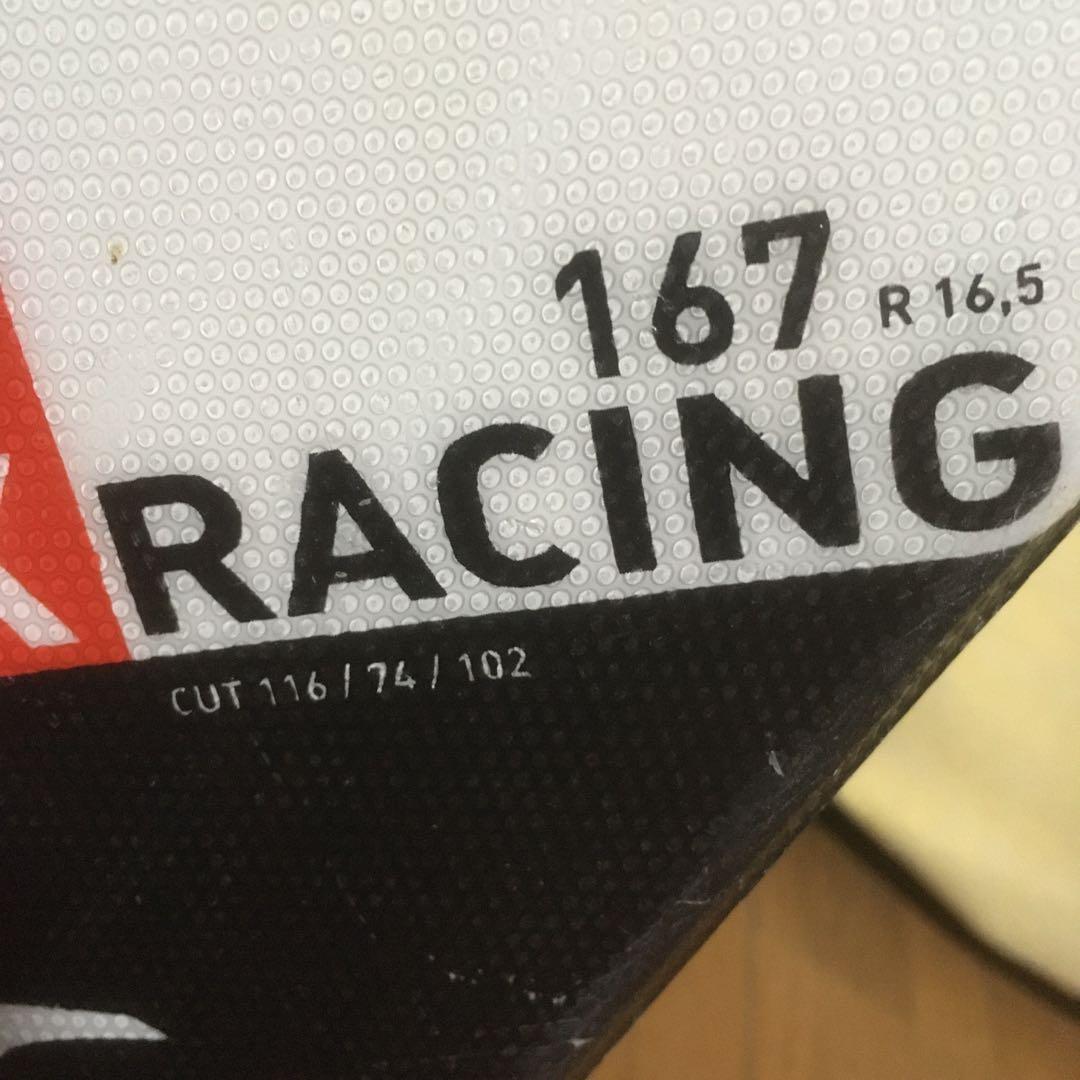 167 R 16,5
RACING
CUT 116 / 74 / 102